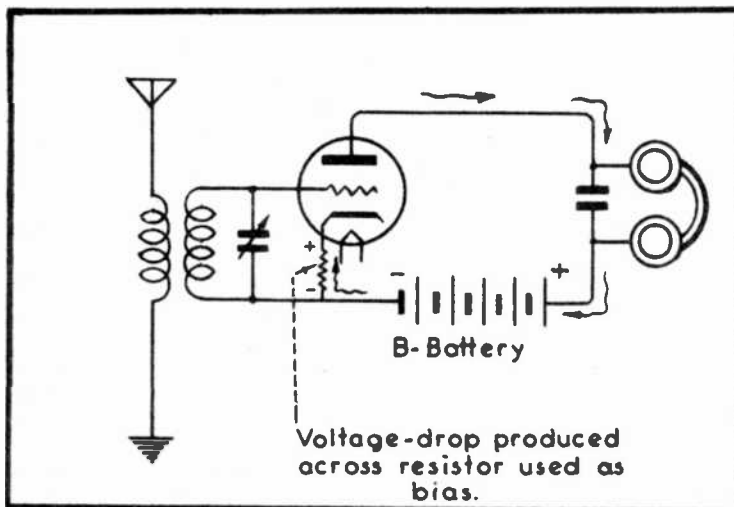 +
-
- +
B-Battery
Voltage-drop produced
across resistor used as
bias.